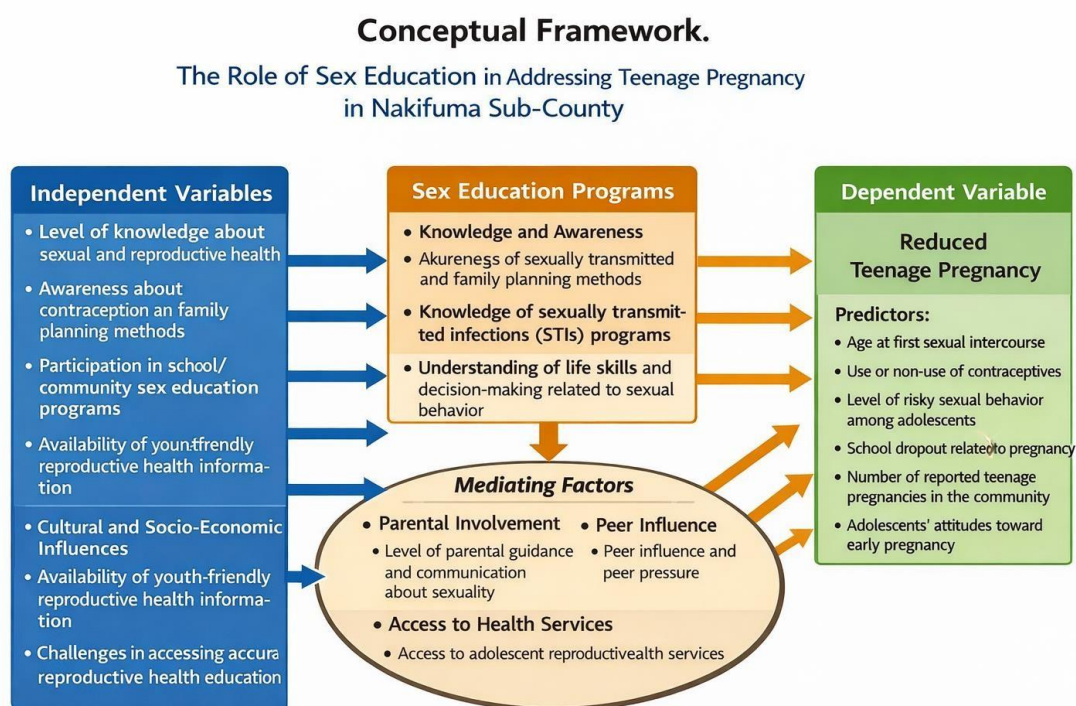 Conceptual Framework.
The Role of Sex Education in Addressing Teenage Pregnancy
in Nakifuma Sub-County
Independent Variables
• Level of knowledge about
sexual and reproductive health
• Awareness about
contraception an family
planning methods
• Participation in school/
community sex education
programs
• Availability of youn-tfrendly
reproductive health informa-
tion
• Cultural and Socio-Economic
Influences
• Availability of youth-friendly
reproductive health informa-
tion
• Challenges in accessing accura
reproductive health education
Sex Education Programs
• Knowledge and Awareness
• Akureness of sexually transmitted
and family planning methods
• Knowledge of sexually transmit-
ted infections (STIs) programs
• Understanding of life skills and
decision-making related to sexual
behavior
Mediating Factors
• Parental Involvement
• Level of parental guidance
and communication
about sexuality
• Peer Influence
• Peer influence and
peer pressure
• Access to Health Services
• Access to adolescent reproductivealth services
Dependent Variable
Reduced
Teenage Pregnancy
Predictors:
• Age at first sexual intercourse
• Use or non-use of contraceptives
• Level of risky sexual behavior
among adolescents
• School dropout related to pregnancy
• Number of reported teenage
pregnancies in the community
• Adolescents' attitudes toward
early pregnancy